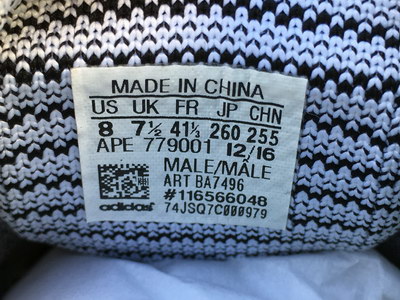 MADE IN CHINA
US UK FR JP CHN
8 7½ 41⅓ 260 255
APE 779001 12/16
MALE/MÂLE
ART BA7496
#116566048
adidas 74JSQ7C000979